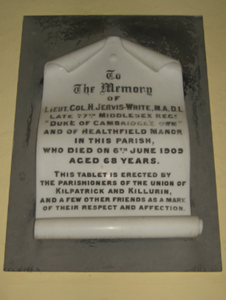 To
The Memory
OF
LIEUT. COL. H. JERVIS-WHITE, M.A. D.L.
LATE 77TH MIDDLESEX REGT
"DUKE OF CAMBRIDGE'S OWN"
AND OF HEALTHFIELD MANOR
IN THIS PARISH,
WHO DIED ON 6TH JUNE 1909
AGED 68 YEARS.
THIS TABLET IS ERECTED BY
THE PARISHIONERS OF THE UNION OF
KILPATRICK AND KILLURIN,
AND A FEW OTHER FRIENDS AS A MARK
OF THEIR RESPECT AND AFFECTION.